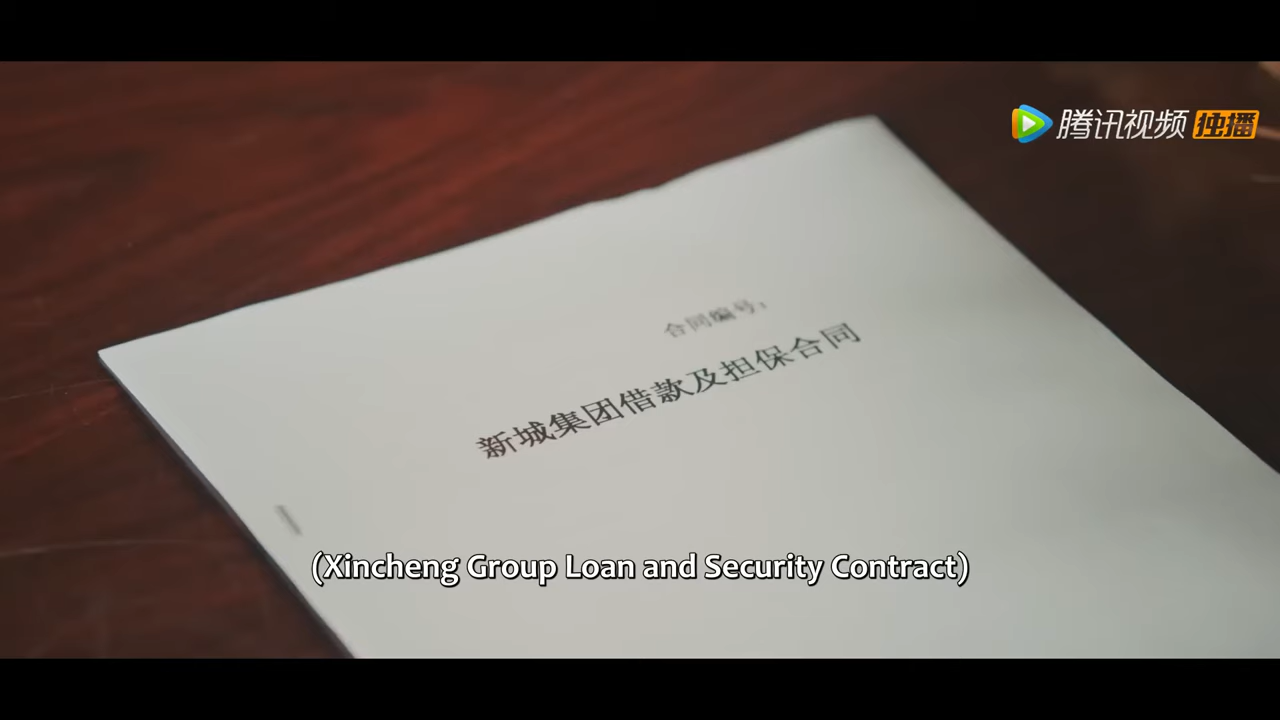 腾讯视频 独播
合同编号：
新城集团借款及担保合同
(Xincheng Group Loan and Security Contract)